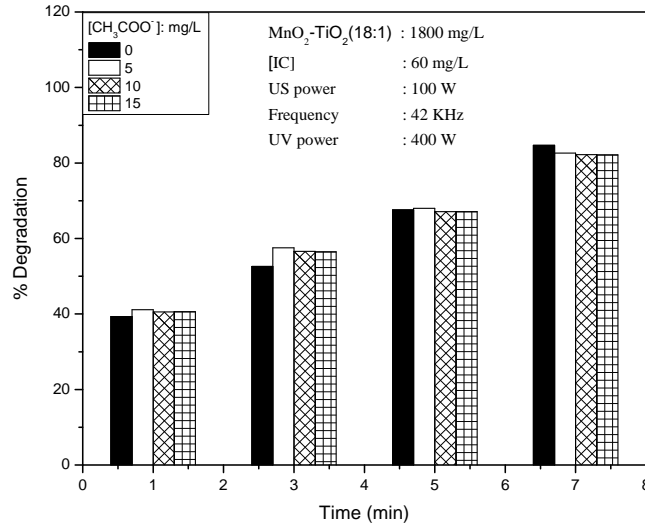 [CH₃COO⁻]: mg/L
0
5
10
15
MnO₂-TiO₂(18:1) : 1800 mg/L
[IC] : 60 mg/L
US power : 100 W
Frequency : 42 KHz
UV power : 400 W
% Degradation
120
100
80
60
40
20
0
0 1 2 3 4 5 6 7 8
Time (min)